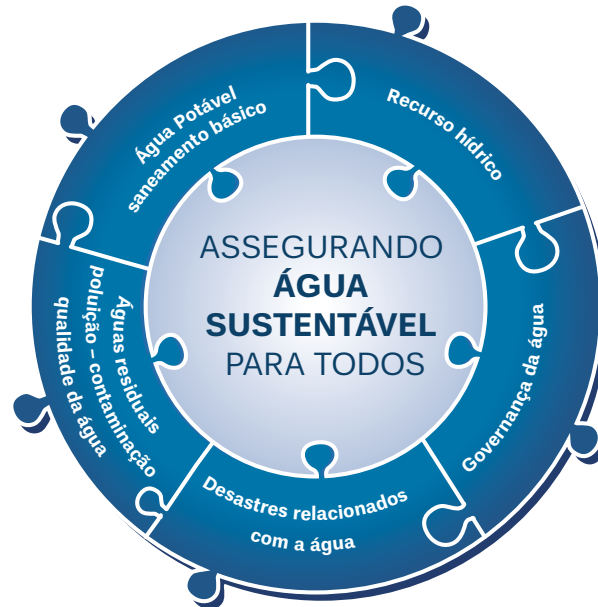 ASSEGURANDO
ÁGUA
SUSTENTÁVEL
PARA TODOS
Água Potável
saneamento básico
Recurso hídrico
Governança da água
Desastres relacionados
com a água
Águas residuais
poluição – contaminação
qualidade da água